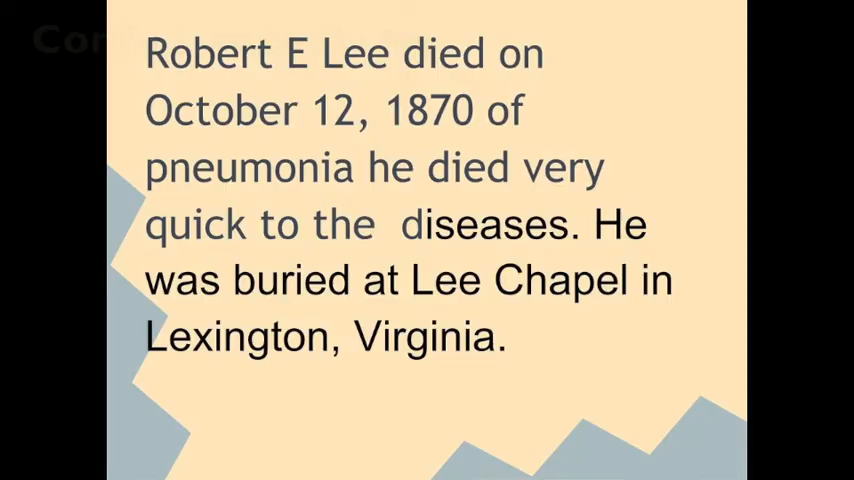 Robert E Lee died on
October 12, 1870 of
pneumonia he died very
quick to the  diseases. He
was buried at Lee Chapel in
Lexington, Virginia.